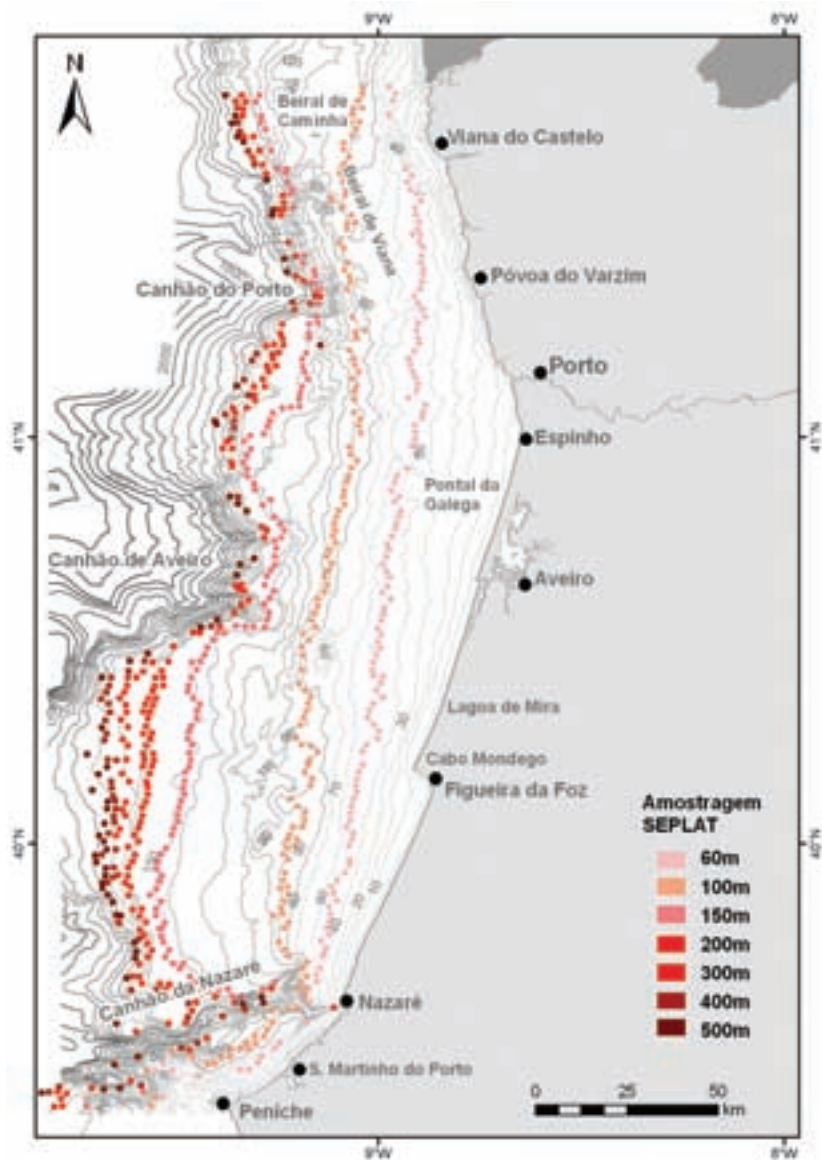 9°W
8°W
N
Beiral de
Caminha
Viana do Castelo
Beiral de Viana
Póvoa do Varzim
Canhão do Porto
Porto
41°N
41°N
Espinho
Pontal da
Galega
Canhão de Aveiro
Aveiro
Lagoa de Mira
Cabo Mondego
Figueira da Foz
Amostragem
SEPLAT
40°N
40°N
60m
100m
150m
200m
300m
400m
500m
Canhão da Nazaré
Nazaré
S. Martinho do Porto
Peniche
0
25
50
km
9°W
8°W